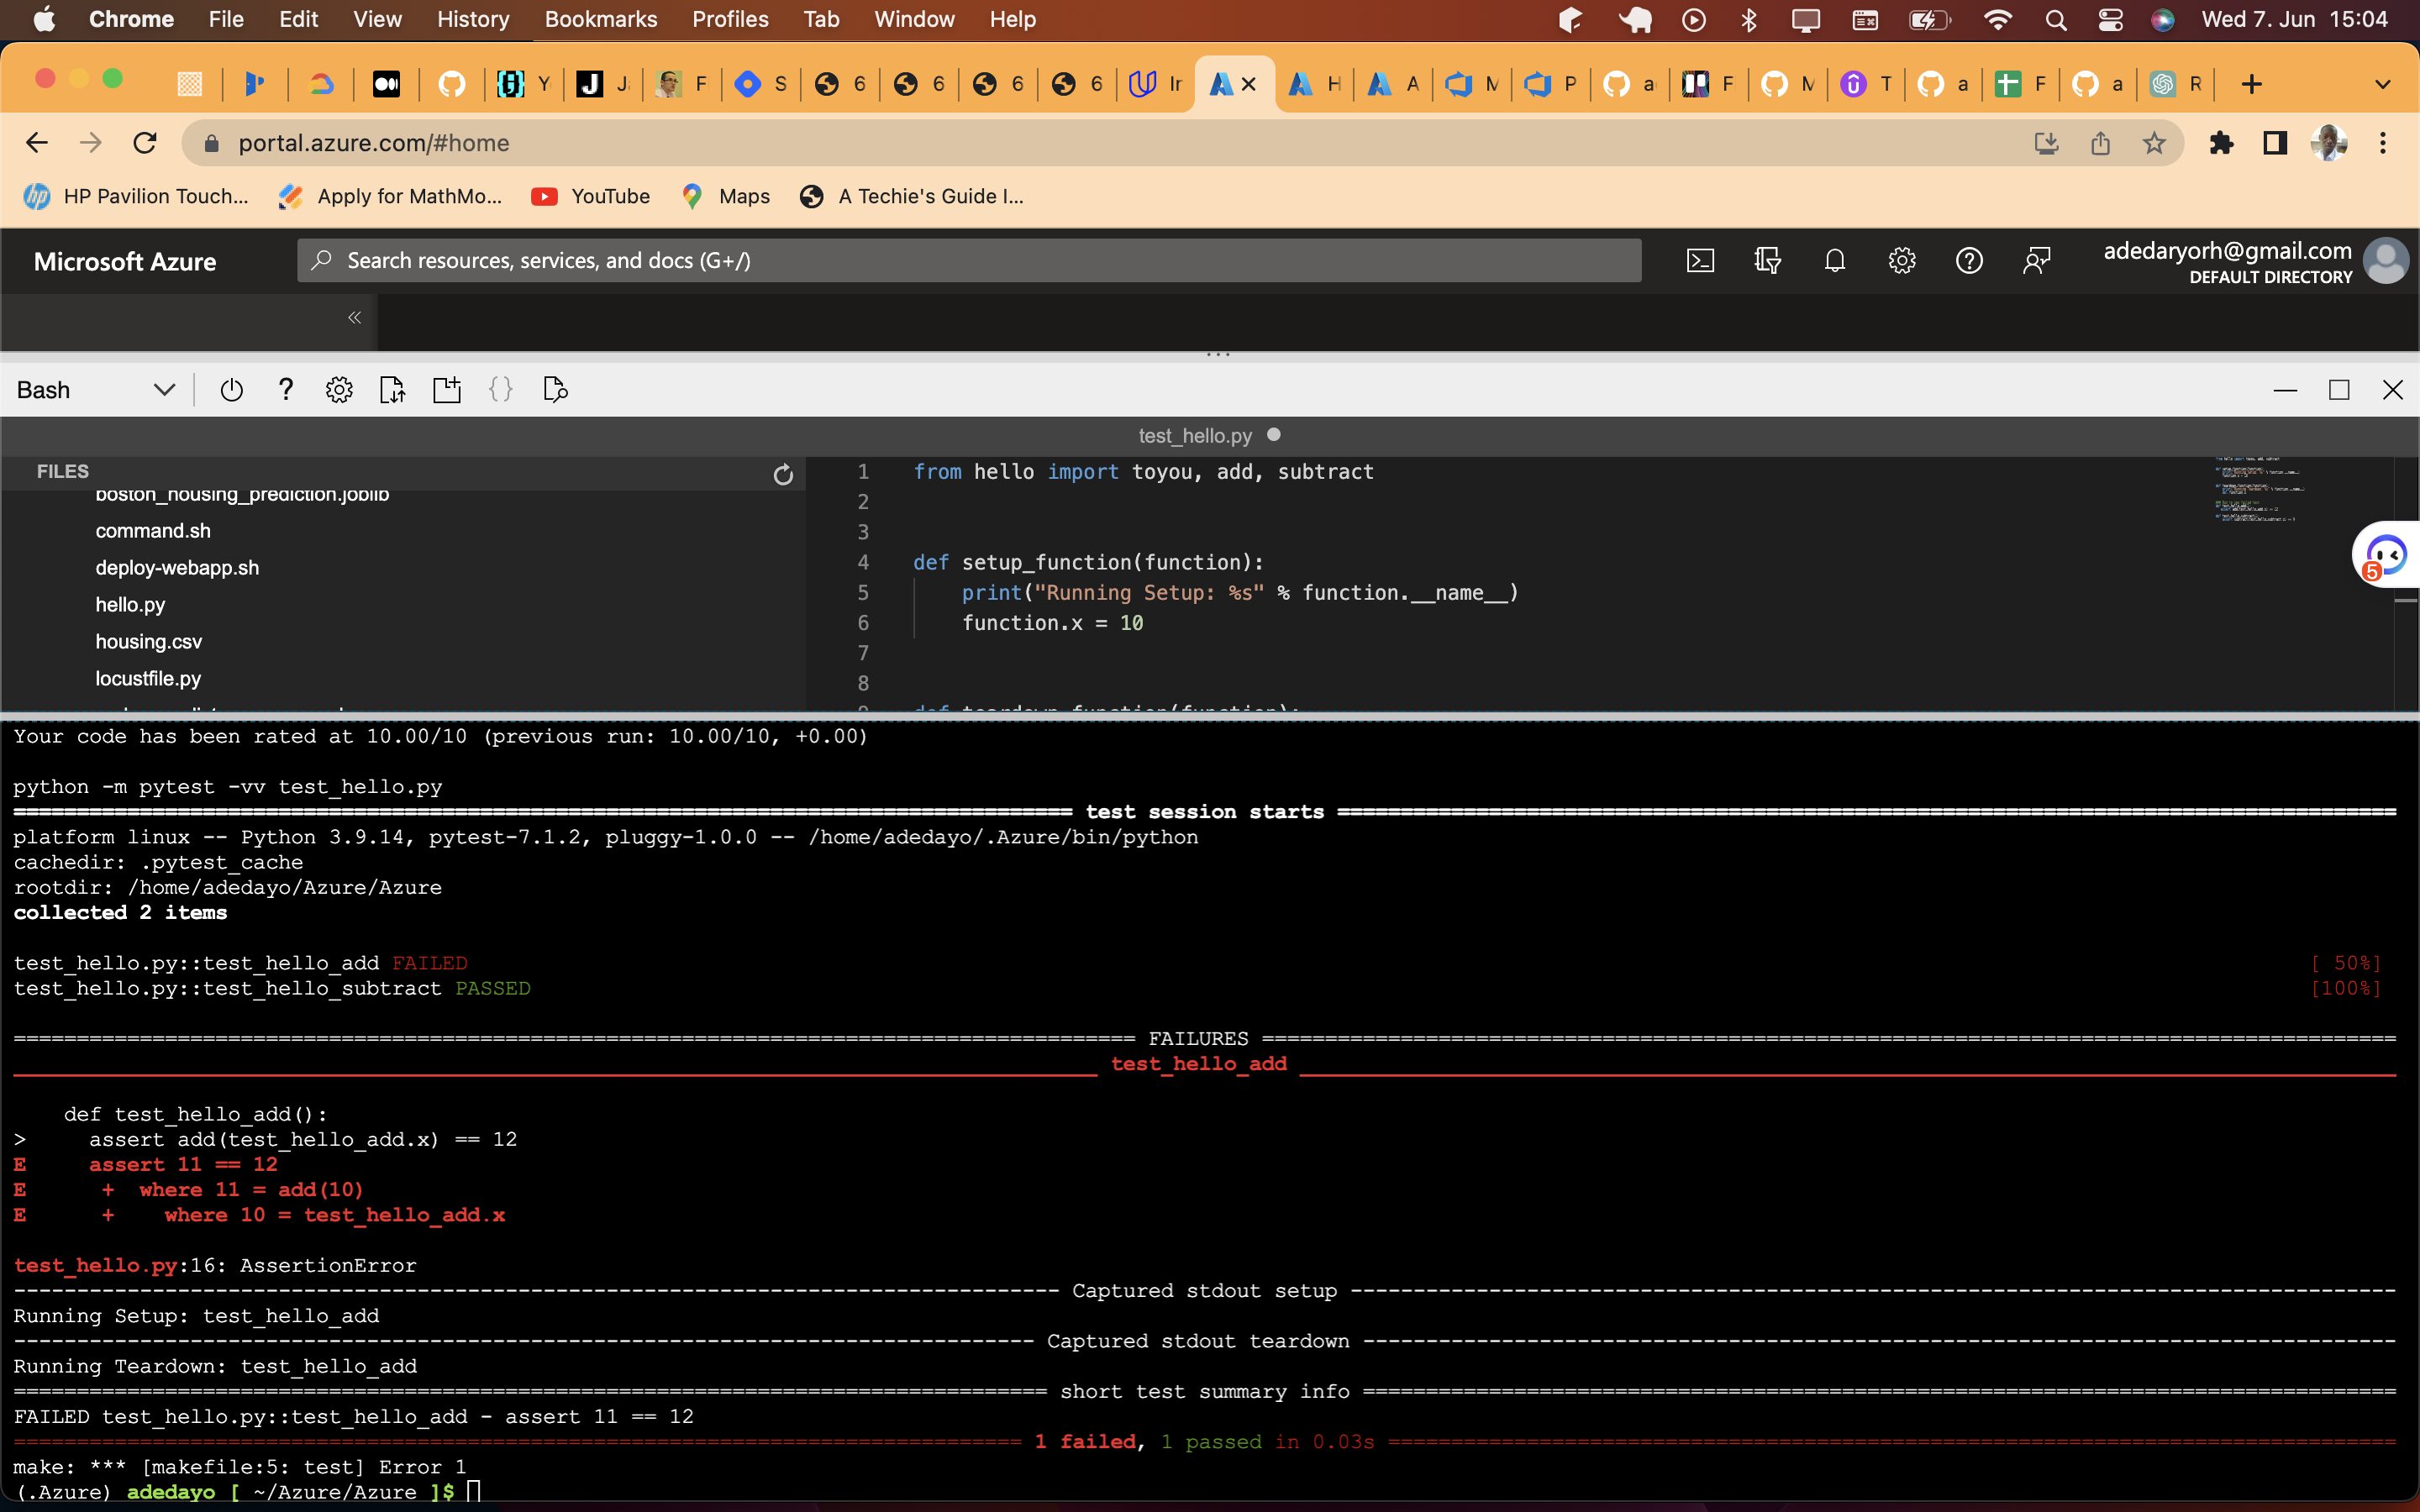 Chrome File Edit View History Bookmarks Profiles Tab Window Help Wed 7. Jun 15:04
Y J F S 6 6 6 6 Ir H A M P a F M T a F a R
portal.azure.com/#home
HP Pavilion Touch... Apply for MathMo... YouTube Maps A Techie's Guide I...
Microsoft Azure Search resources, services, and docs (G+/) adedaryorh@gmail.com
DEFAULT DIRECTORY
Bash
test_hello.py
FILES
boston_housing_prediction.joblib
command.sh
deploy-webapp.sh
hello.py
housing.csv
locustfile.py
1 from hello import toyou, add, subtract
2
3
4 def setup_function(function):
5 print("Running Setup: %s" % function.__name__)
6 function.x = 10
7
8
9 def teardown_function(function):
5
Your code has been rated at 10.00/10 (previous run: 10.00/10, +0.00)
python -m pytest -vv test_hello.py
test session starts
platform linux -- Python 3.9.14, pytest-7.1.2, pluggy-1.0.0 -- /home/adedayo/.Azure/bin/python
cachedir: .pytest_cache
rootdir: /home/adedayo/Azure/Azure
collected 2 items
test_hello.py::test_hello_add FAILED [ 50%]
test_hello.py::test_hello_subtract PASSED [100%]
FAILURES
test_hello_add
def test_hello_add():
> assert add(test_hello_add.x) == 12
E assert 11 == 12
E + where 11 = add(10)
E + where 10 = test_hello_add.x
test_hello.py:16: AssertionError
Captured stdout setup
Running Setup: test_hello_add
Captured stdout teardown
Running Teardown: test_hello_add
short test summary info
FAILED test_hello.py::test_hello_add - assert 11 == 12
1 failed, 1 passed in 0.03s
make: *** [makefile:5: test] Error 1
(.Azure) adedayo [ ~/Azure/Azure ]$